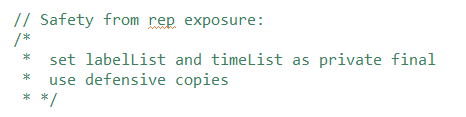 // Safety from rep exposure:
/*
 *  set labelList and timeList as private final
 *  use defensive copies
 * */